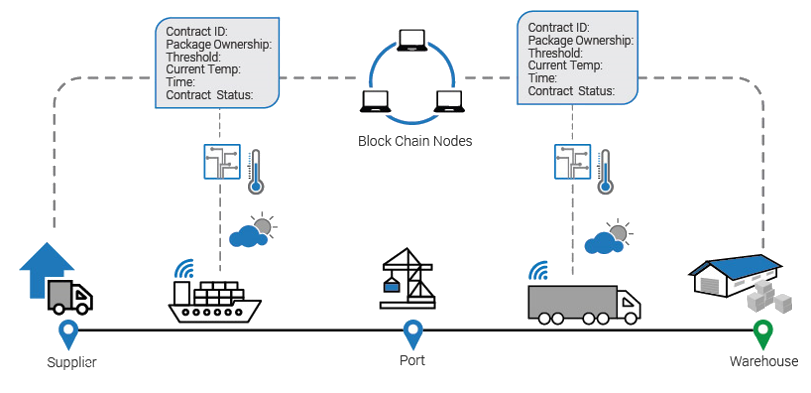 Contract ID:
Package Ownership:
Threshold:
Current Temp:
Time:
Contract Status:
Contract ID:
Package Ownership:
Threshold:
Current Temp:
Time:
Contract Status:
Block Chain Nodes
Supplier
Port
Warehouse